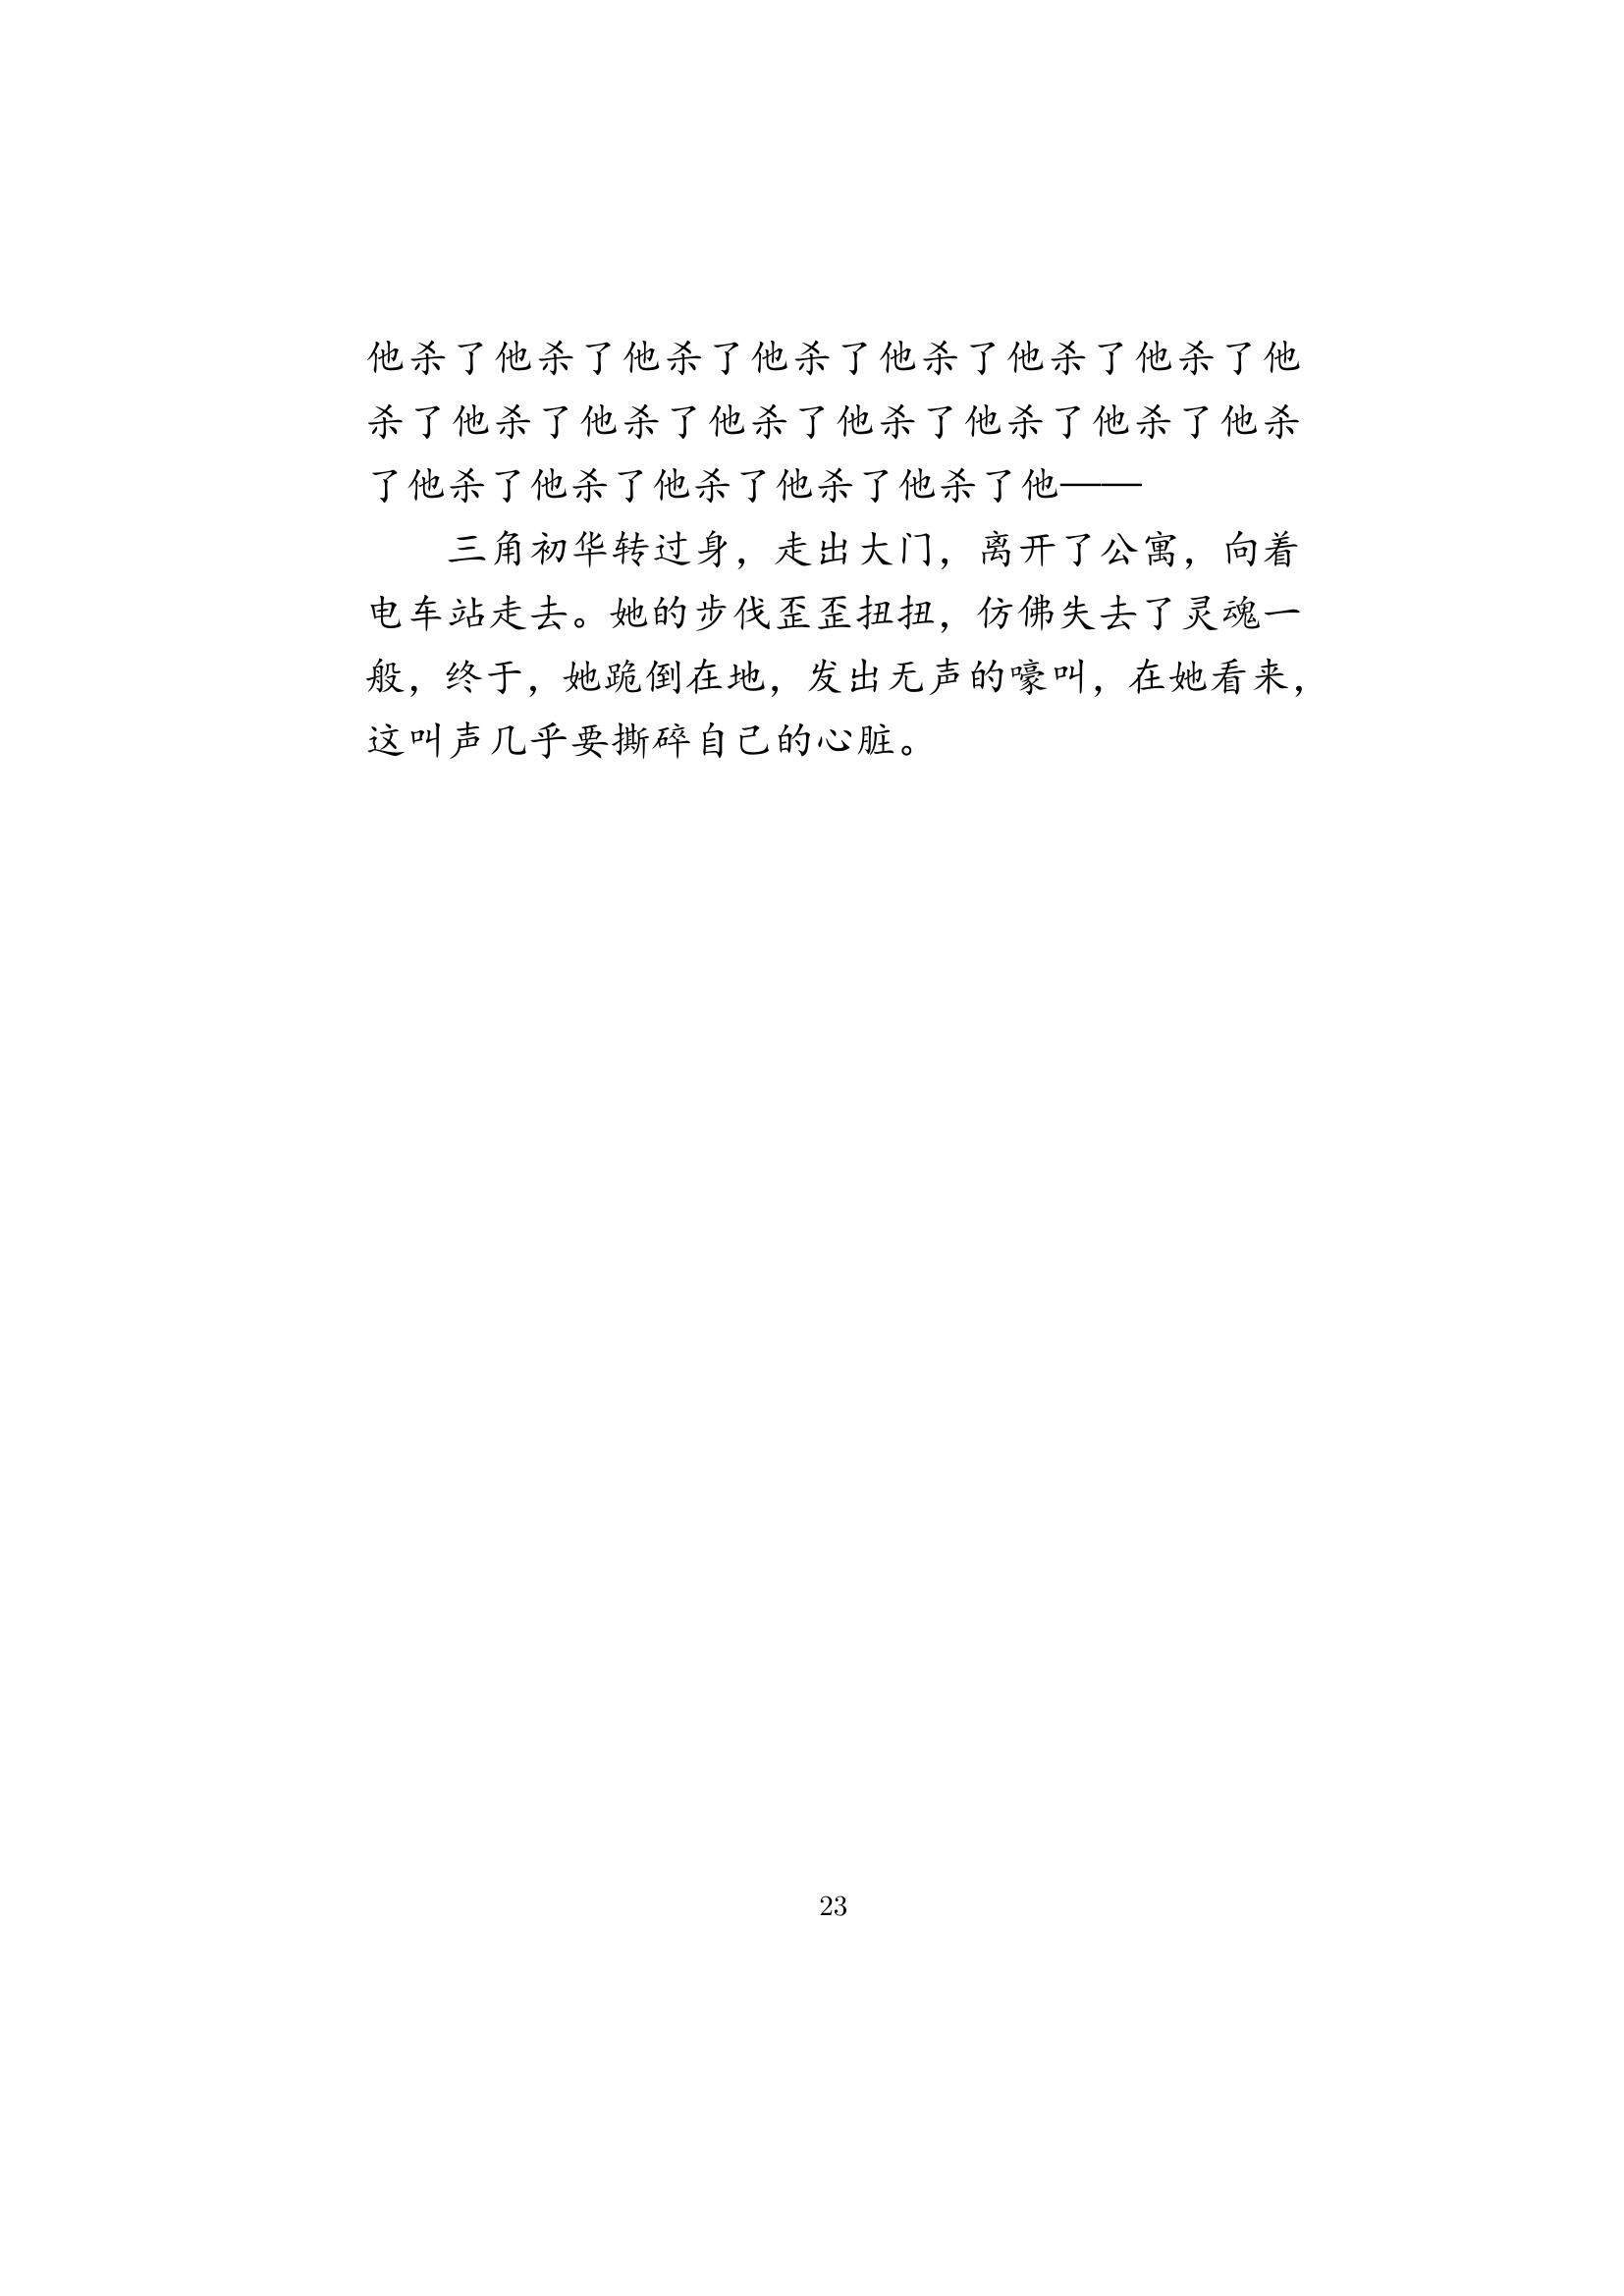 他杀了他杀了他杀了他杀了他杀了他杀了他杀了他
杀了他杀了他杀了他杀了他杀了他杀了他杀了他杀
了他杀了他杀了他杀了他杀了他杀了他——
三角初华转过身，走出大门，离开了公寓，向着
电车站走去。她的步伐歪歪扭扭，仿佛失去了灵魂一
般，终于，她跪倒在地，发出无声的嚎叫，在她看来，
这叫声几乎要撕碎自己的心脏。
23